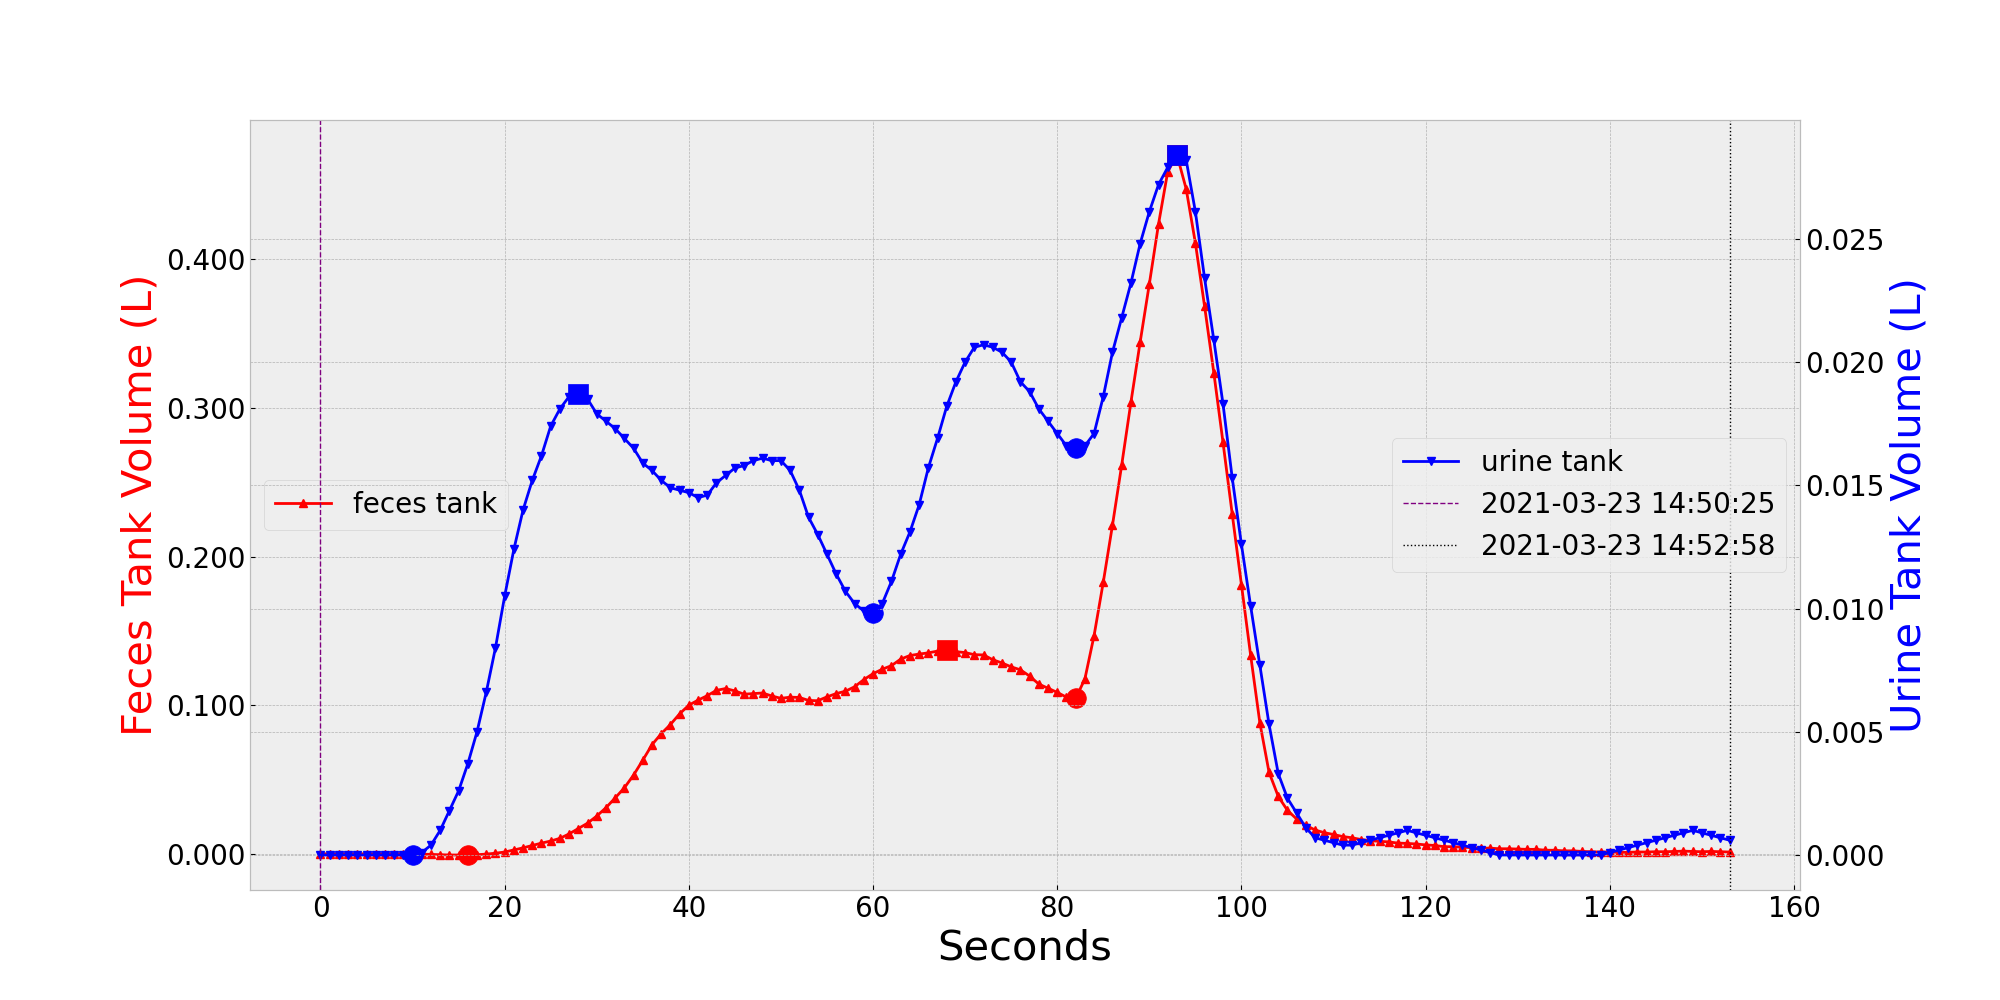 Feces Tank Volume (L)
0.400
0.300
0.200
0.100
0.000
feces tank
urine tank
2021-03-23 14:50:25
2021-03-23 14:52:58
0.025
0.020
0.015
0.010
0.005
0.000
Urine Tank Volume (L)
0 20 40 60 80 100 120 140 160
Seconds